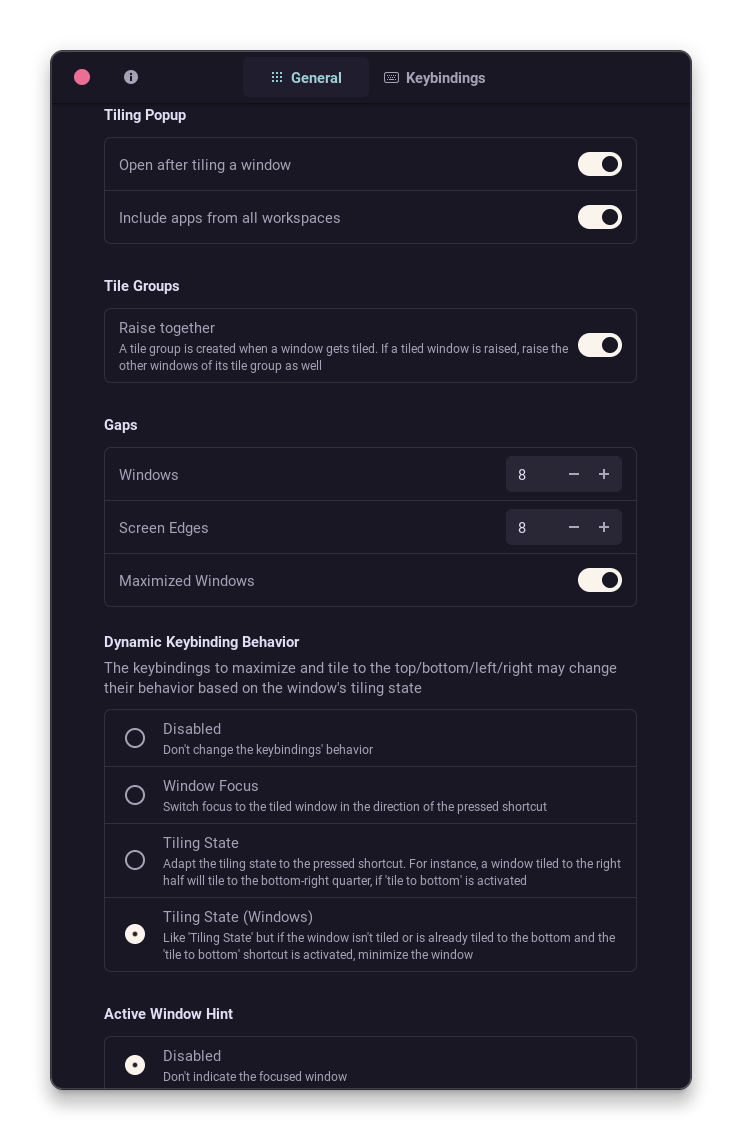 General
Keybindings
Tiling Popup
Open after tiling a window
Include apps from all workspaces
Tile Groups
Raise together
A tile group is created when a window gets tiled. If a tiled window is raised, raise the
other windows of its tile group as well
Gaps
Windows
8
Screen Edges
8
Maximized Windows
Dynamic Keybinding Behavior
The keybindings to maximize and tile to the top/bottom/left/right may change
their behavior based on the window's tiling state
Disabled
Don't change the keybindings' behavior
Window Focus
Switch focus to the tiled window in the direction of the pressed shortcut
Tiling State
Adapt the tiling state to the pressed shortcut. For instance, a window tiled to the right
half will tile to the bottom-right quarter, if 'tile to bottom' is activated
Tiling State (Windows)
Like 'Tiling State' but if the window isn't tiled or is already tiled to the bottom and the
'tile to bottom' shortcut is activated, minimize the window
Active Window Hint
Disabled
Don't indicate the focused window